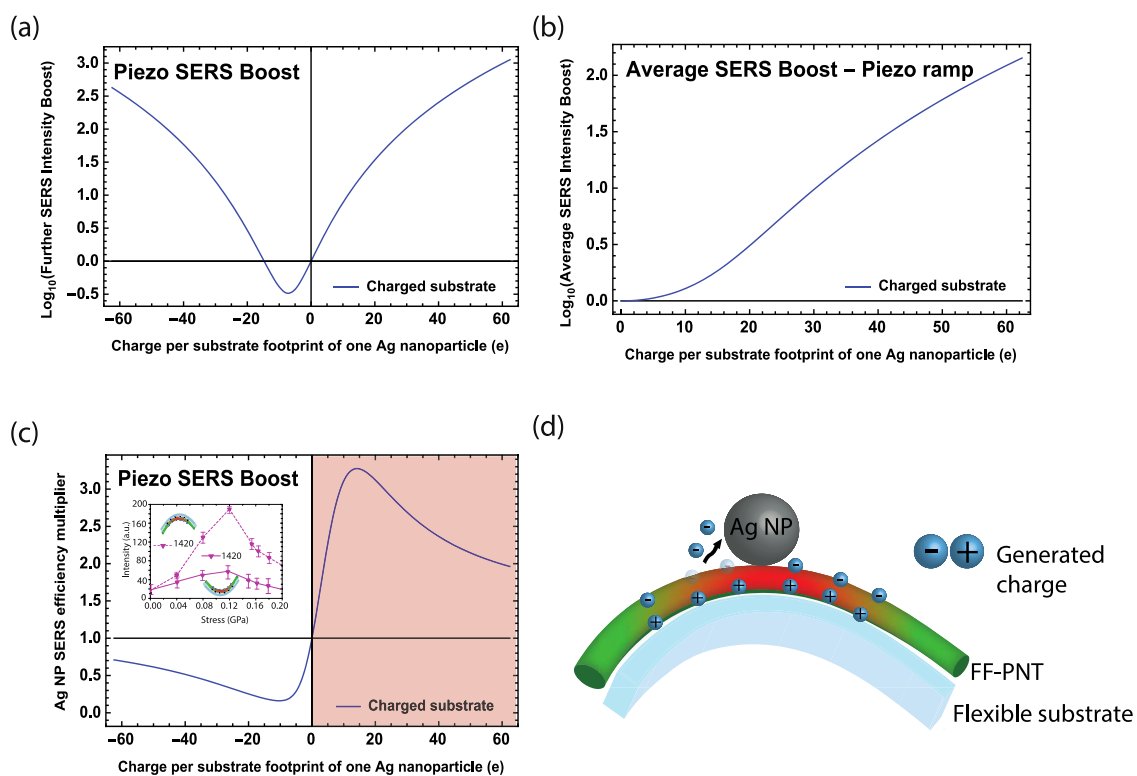 (a)
Piezo SERS Boost
Log₁₀(Further SERS Intensity Boost)
3.0
2.5
2.0
1.5
1.0
0.5
0.0
−0.5
Charged substrate
−60 −40 −20 0 20 40 60
Charge per substrate footprint of one Ag nanoparticle (e)
(b)
Average SERS Boost – Piezo ramp
Log₁₀(Average SERS Intensity Boost)
2.0
1.5
1.0
0.5
0.0
Charged substrate
0 10 20 30 40 50 60
Charge per substrate footprint of one Ag nanoparticle (e)
(c)
Piezo SERS Boost
Ag NP SERS efficiency multiplier
3.0
2.5
2.0
1.5
1.0
0.5
0.0
Intensity (a.u.)
200
160
120
80
40
0
1420
1420
0.00 0.04 0.08 0.12 0.16 0.20
Stress (GPa)
Charged substrate
−60 −40 −20 0 20 40 60
Charge per substrate footprint of one Ag nanoparticle (e)
(d)
Ag NP
− +
Generated
charge
FF-PNT
Flexible substrate